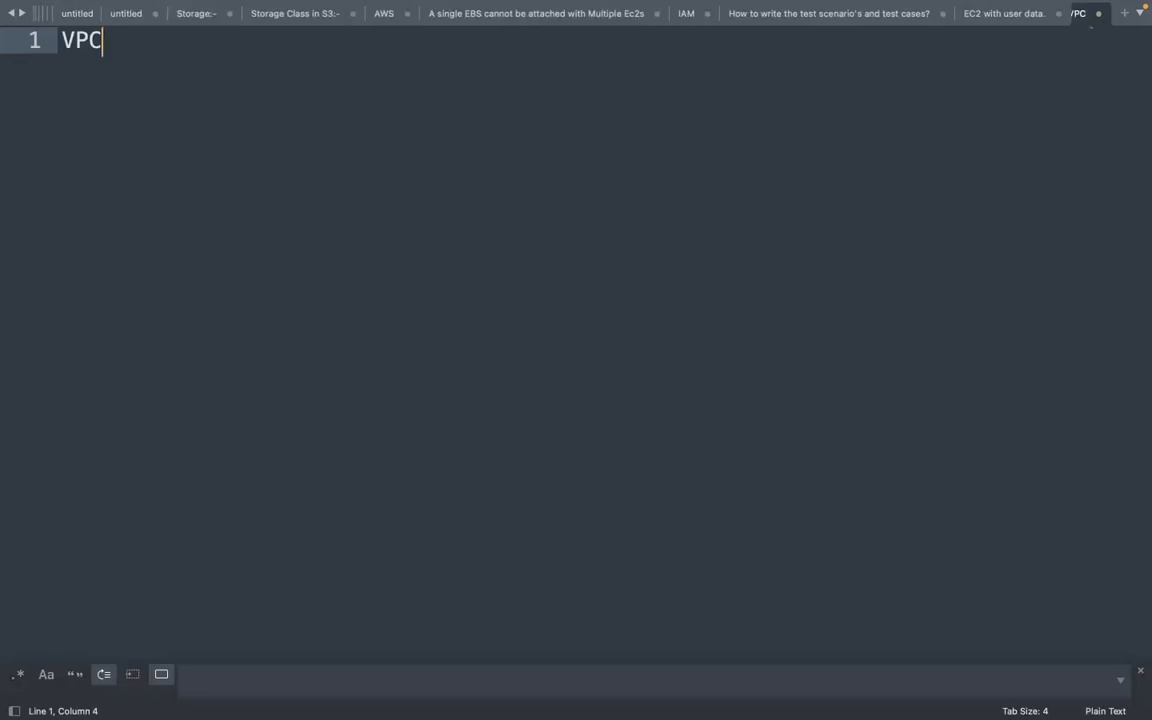 untitled
untitled
Storage:-
Storage Class in S3:-
AWS
A single EBS cannot be attached with Multiple Ec2s
IAM
How to write the test scenario's and test cases?
EC2 with user data.
VPC
1 VPC
.* Aa “”
Line 1, Column 4
Tab Size: 4
Plain Text